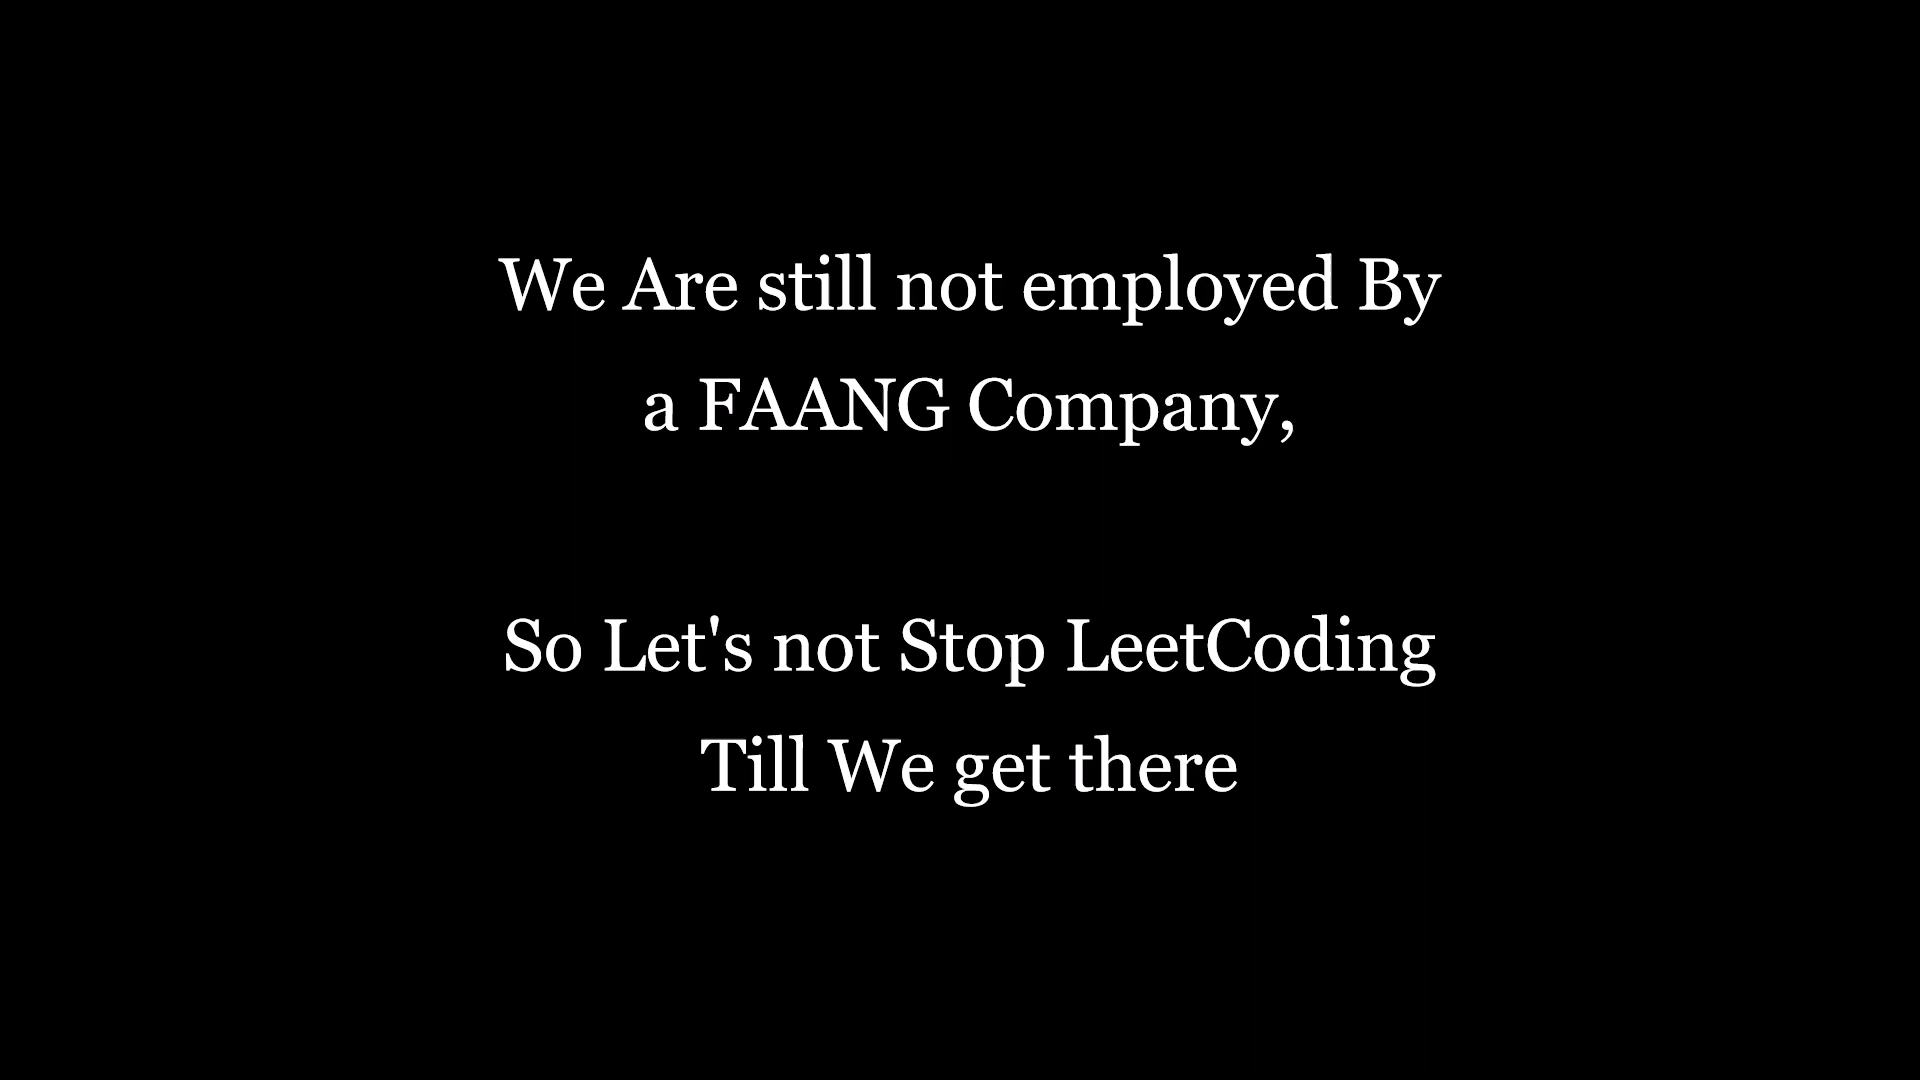 We Are still not employed By
a FAANG Company,
So Let's not Stop LeetCoding
Till We get there